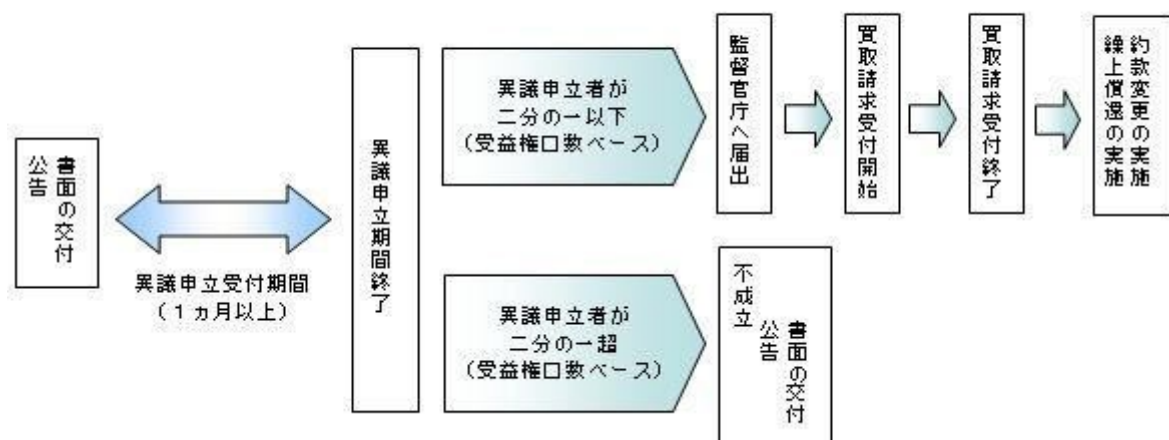 書面の交付
公告
異議申立受付期間
（１ヵ月以上）
異議申立期間終了
異議申立者が
二分の一以下
（受益権口数ベース）
監督官庁へ届出
買取請求受付開始
買取請求受付終了
約款変更の実施
繰上償還の実施
異議申立者が
二分の一超
（受益権口数ベース）
不成立
書面の交付
公告